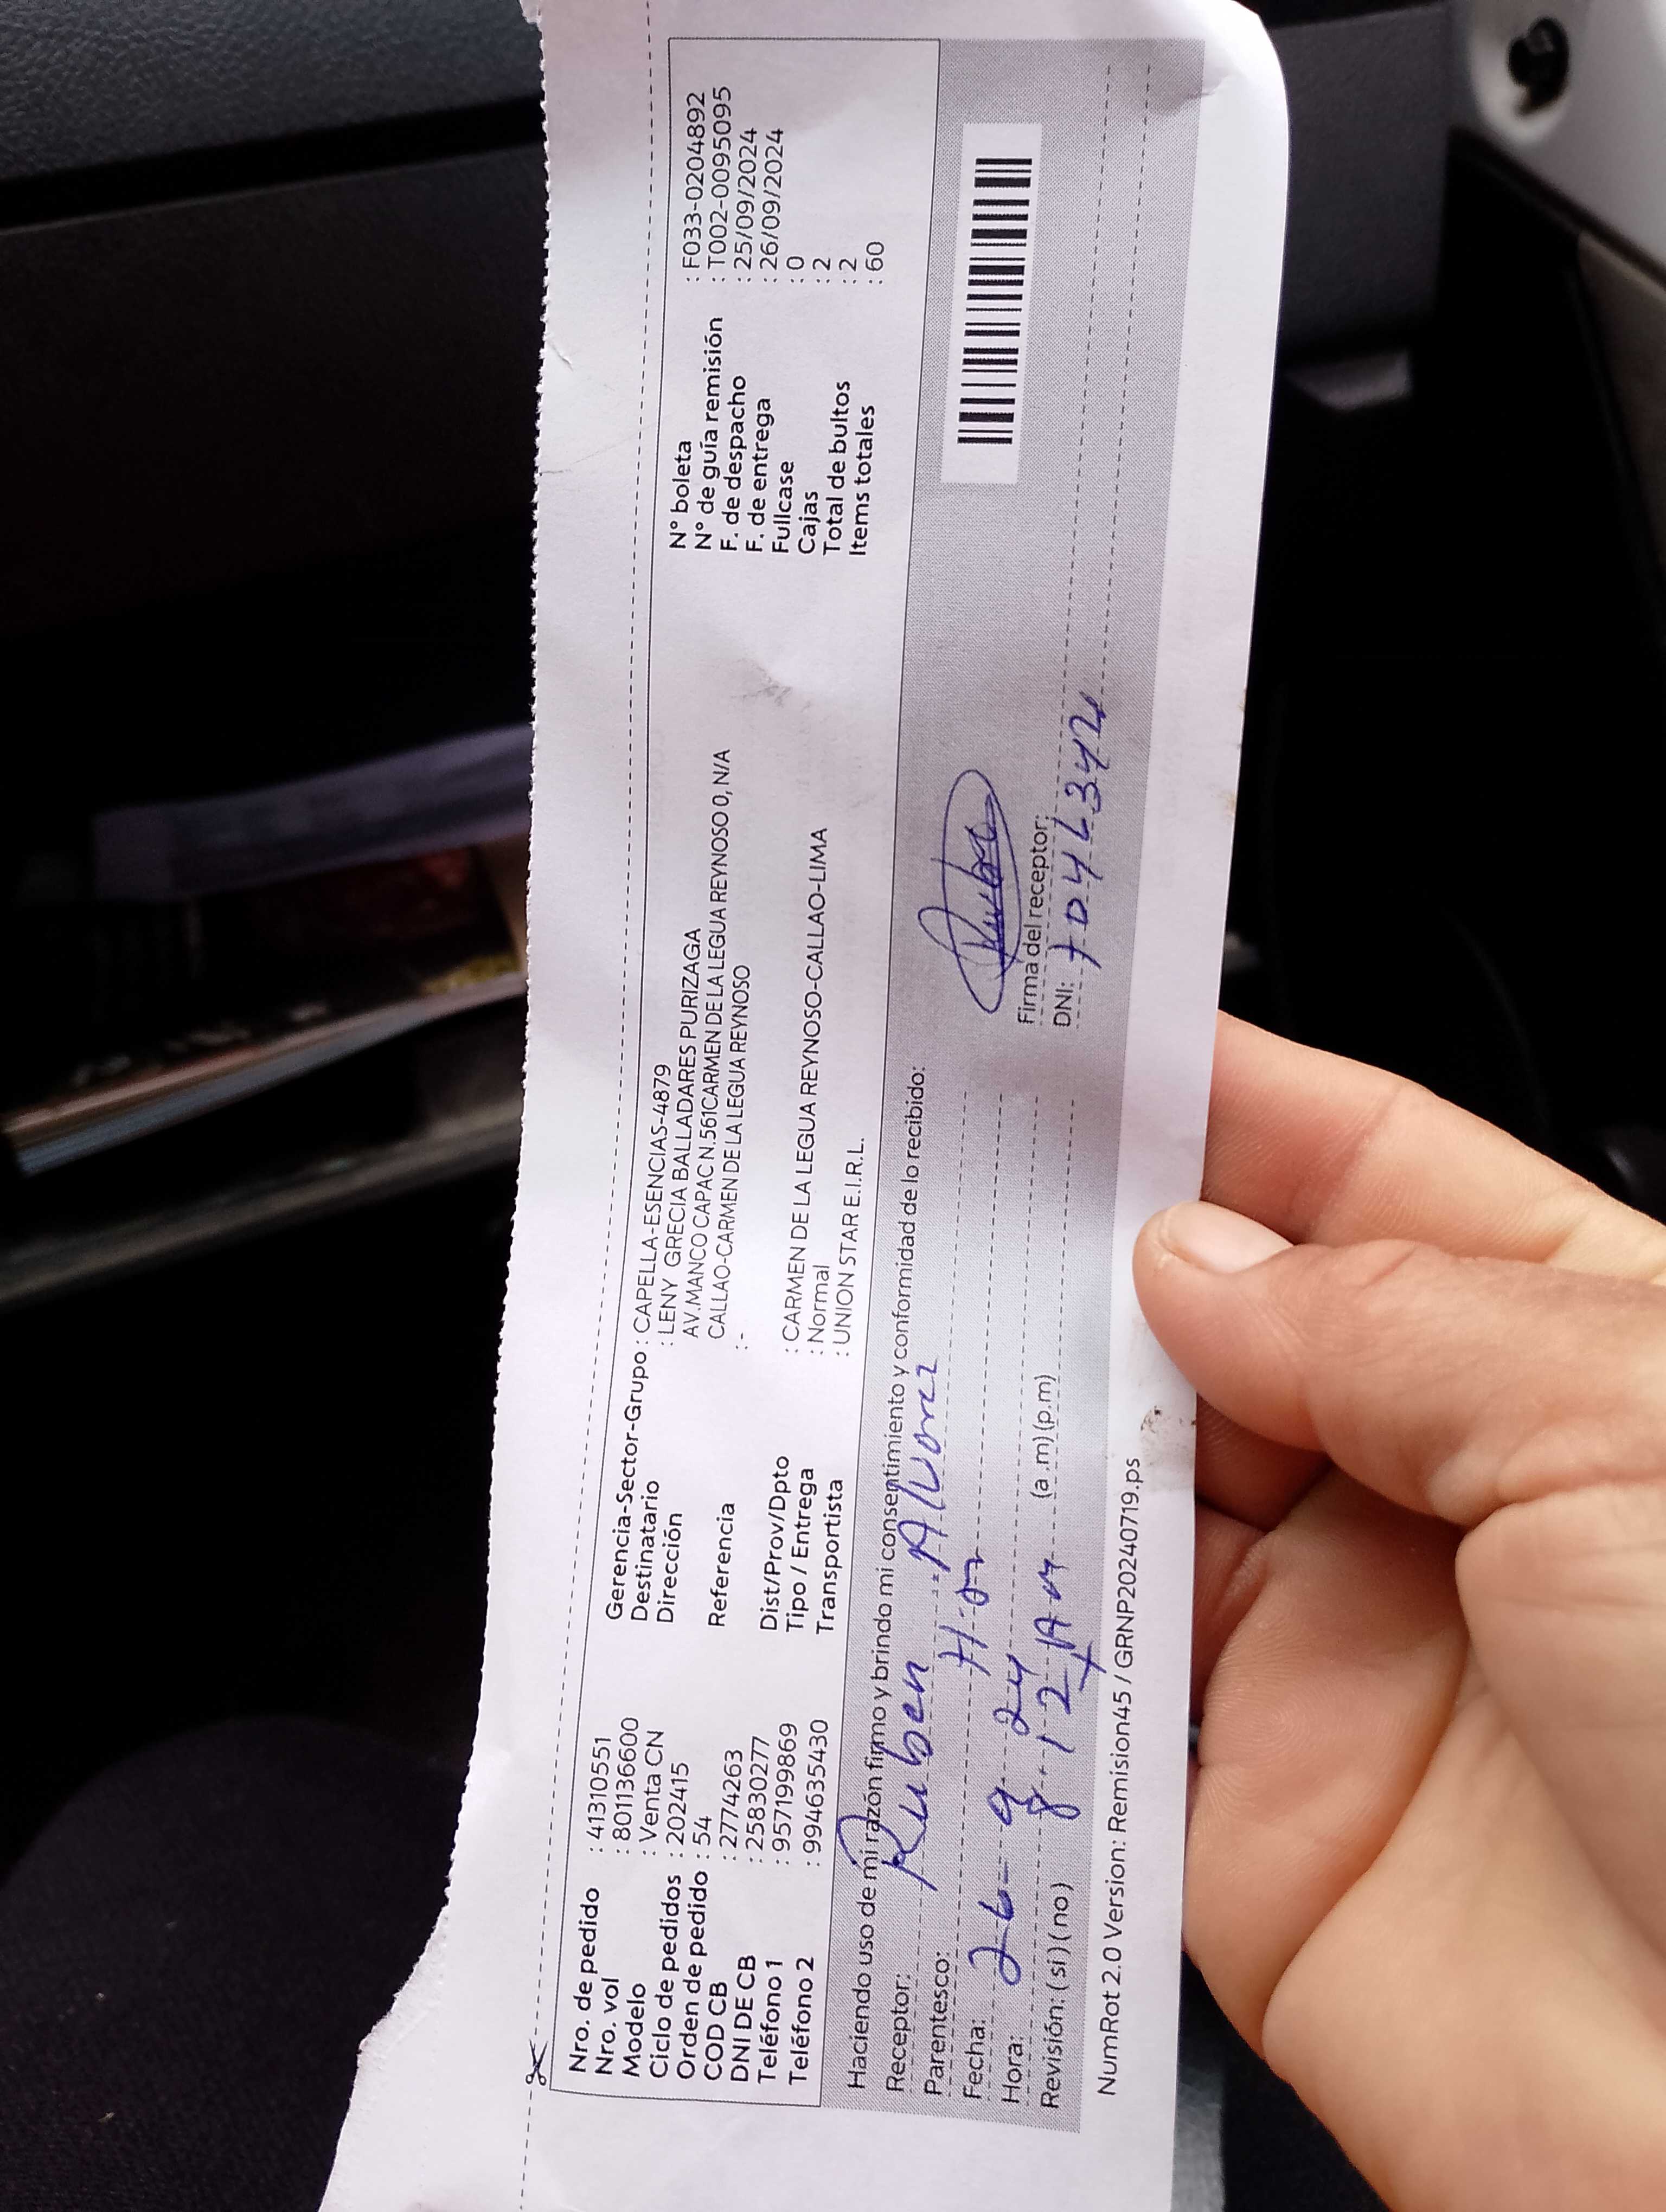 Nro. de pedido : 41310551
Nro. vol : 801136600
Modelo : Venta CN
Ciclo de pedidos : 202415
Orden de pedido : 54
COD CB : 27774263
DNI DE CB : 25830277
Teléfono 1 : 957199869
Teléfono 2 : 994635430
Gerencia-Sector-Grupo : CAPELLA-ESENCIAS-4879
Destinatario : LENY GRECIA BALLADARES PURIZAGA
Dirección AV.MANCO CAPAC N.561CARMEN DE LA LEGUA REYNOSO 0, N/A
CALLAO-CARMEN DE LA LEGUA REYNOSO
Referencia : -
Dist/Prov/Dpto : CARMEN DE LA LEGUA REYNOSO-CALLAO-LIMA
Tipo / Entrega : Normal
Transportista : UNION STAR E.I.R.L.
N° boleta : F033-0204892
N° de guía remisión : T002-0095095
F. de despacho : 25/09/2024
F. de entrega : 26/09/2024
Fullcase : 0
Cajas : 2
Total de bultos : 2
Items totales : 60
Haciendo uso de mi razón firmo y brindo mi consentimiento y conformidad de lo recibido:
Receptor: Ruben
Parentesco:
Fecha: 26-9-24
Hora: 8:12 AM (a.m) (p.m)
Revisión: (si) (no)
Firma del receptor:
DNI:
NumRot 2.0 Version: Remision45 / GRNP20240719.ps